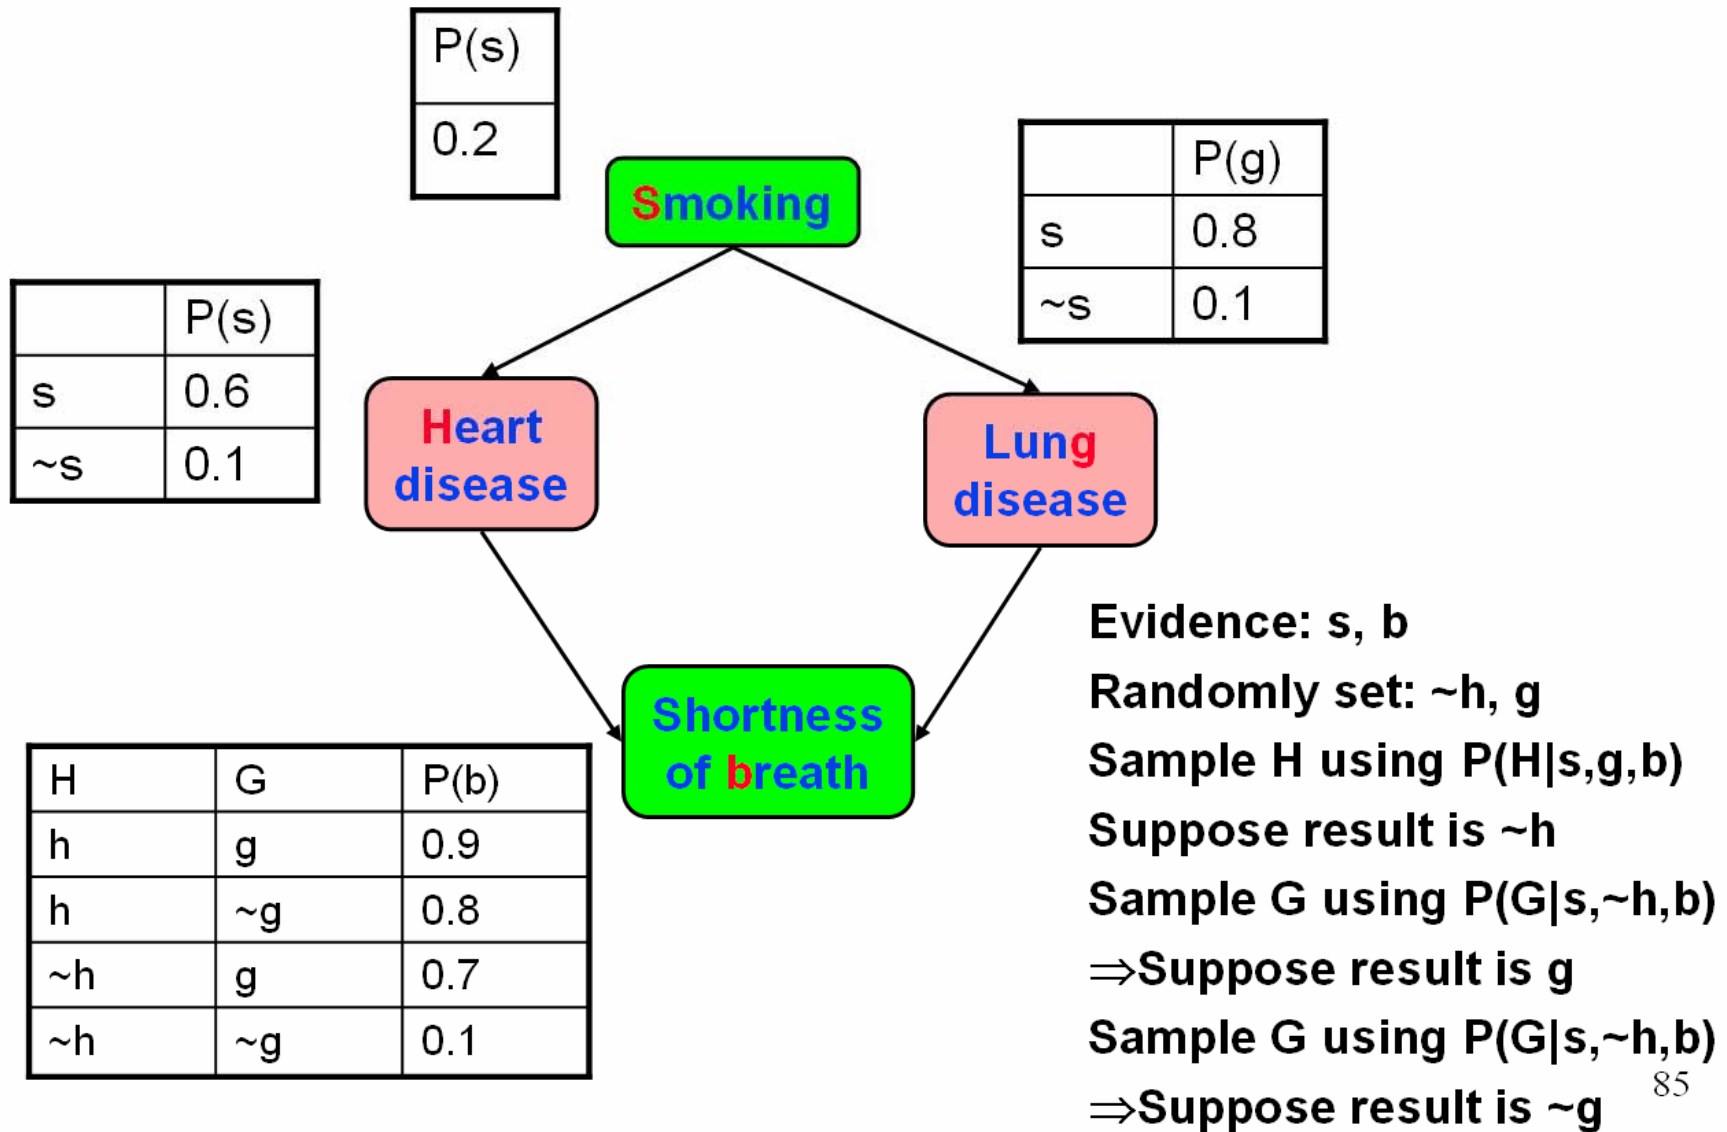 P(s)
0.2
Smoking
P(g)
s 0.8
~s 0.1
P(s)
s 0.6
~s 0.1
Heart
disease
Lung
disease
Shortness
of breath
H G P(b)
h g 0.9
h ~g 0.8
~h g 0.7
~h ~g 0.1
Evidence: s, b
Randomly set: ~h, g
Sample H using P(H|s,g,b)
Suppose result is ~h
Sample G using P(G|s,~h,b)
⇒Suppose result is g
Sample G using P(G|s,~h,b)
⇒Suppose result is ~g
85